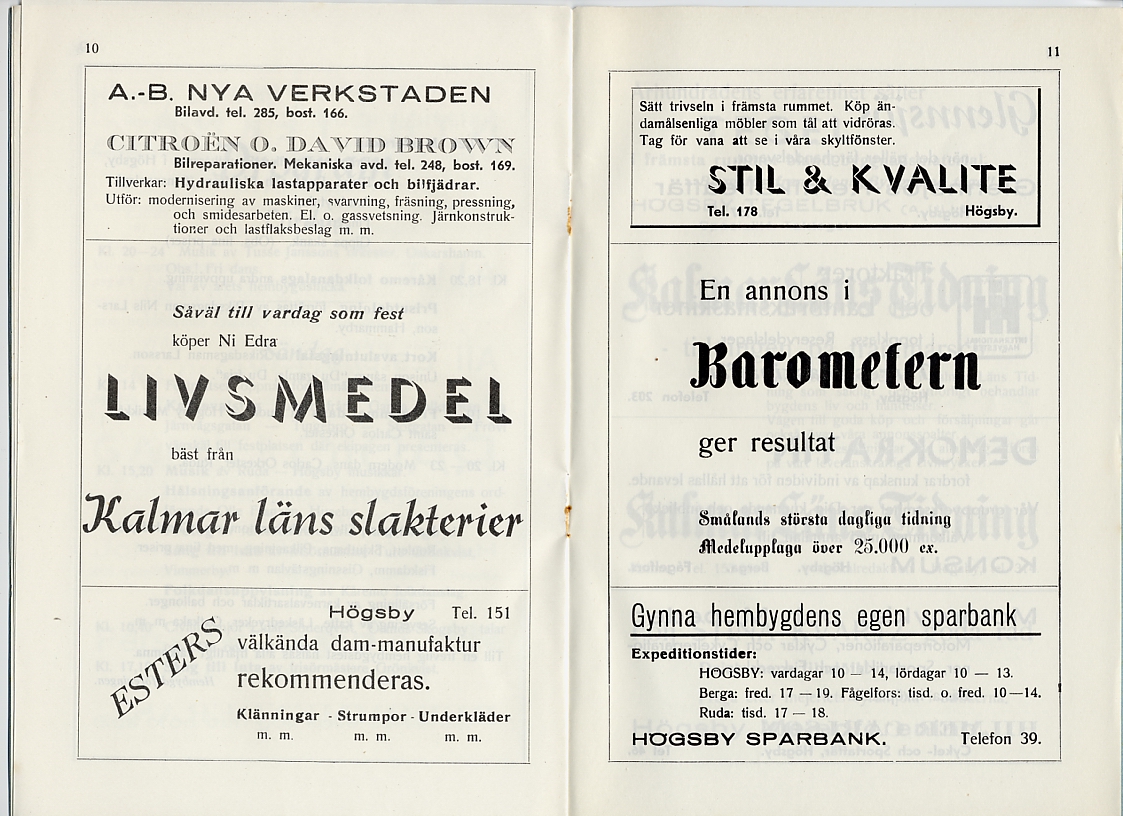 10
A.-B. NYA VERKSTADEN
Bilavd. tel. 285, bost. 166.
CITROËN O. DAVID BROWN
Bilreparationer. Mekaniska avd. tel. 248, bost. 169.
Tillverkar: Hydrauliska lastapparater och bilfjädrar.
Utför: modernisering av maskiner, svarvning, fräsning, pressning,
och smidesarbeten. El. o. gassvetsning. Järnkonstruk-
tioner och lastflaksbeslag m. m.
Såväl till vardag som fest
köper Ni Edra
LIVSMEDEL
bäst från
Kalmar läns slakterier
ESTERS
Högsby Tel. 151
välkända dam-manufaktur
rekommenderas.
Klänningar - Strumpor - Underkläder
m. m. m. m. m. m.
11
Sätt trivseln i främsta rummet. Köp än-
damålsenliga möbler som tål att vidröras.
Tag för vana att se i våra skyltfönster.
STIL & KVALITE
Tel. 178 Högsby.
En annons i
Barometern
ger resultat
Smålands största dagliga tidning
Medelupplaga över 25.000 ex.
Gynna hembygdens egen sparbank
Expeditionstider:
HÖGSBY: vardagar 10 — 14, lördagar 10 — 13.
Berga: fred. 17 — 19. Fågelfors: tisd. o. fred. 10—14.
Ruda: tisd. 17 — 18.
HÖGSBY SPARBANK. Telefon 39.